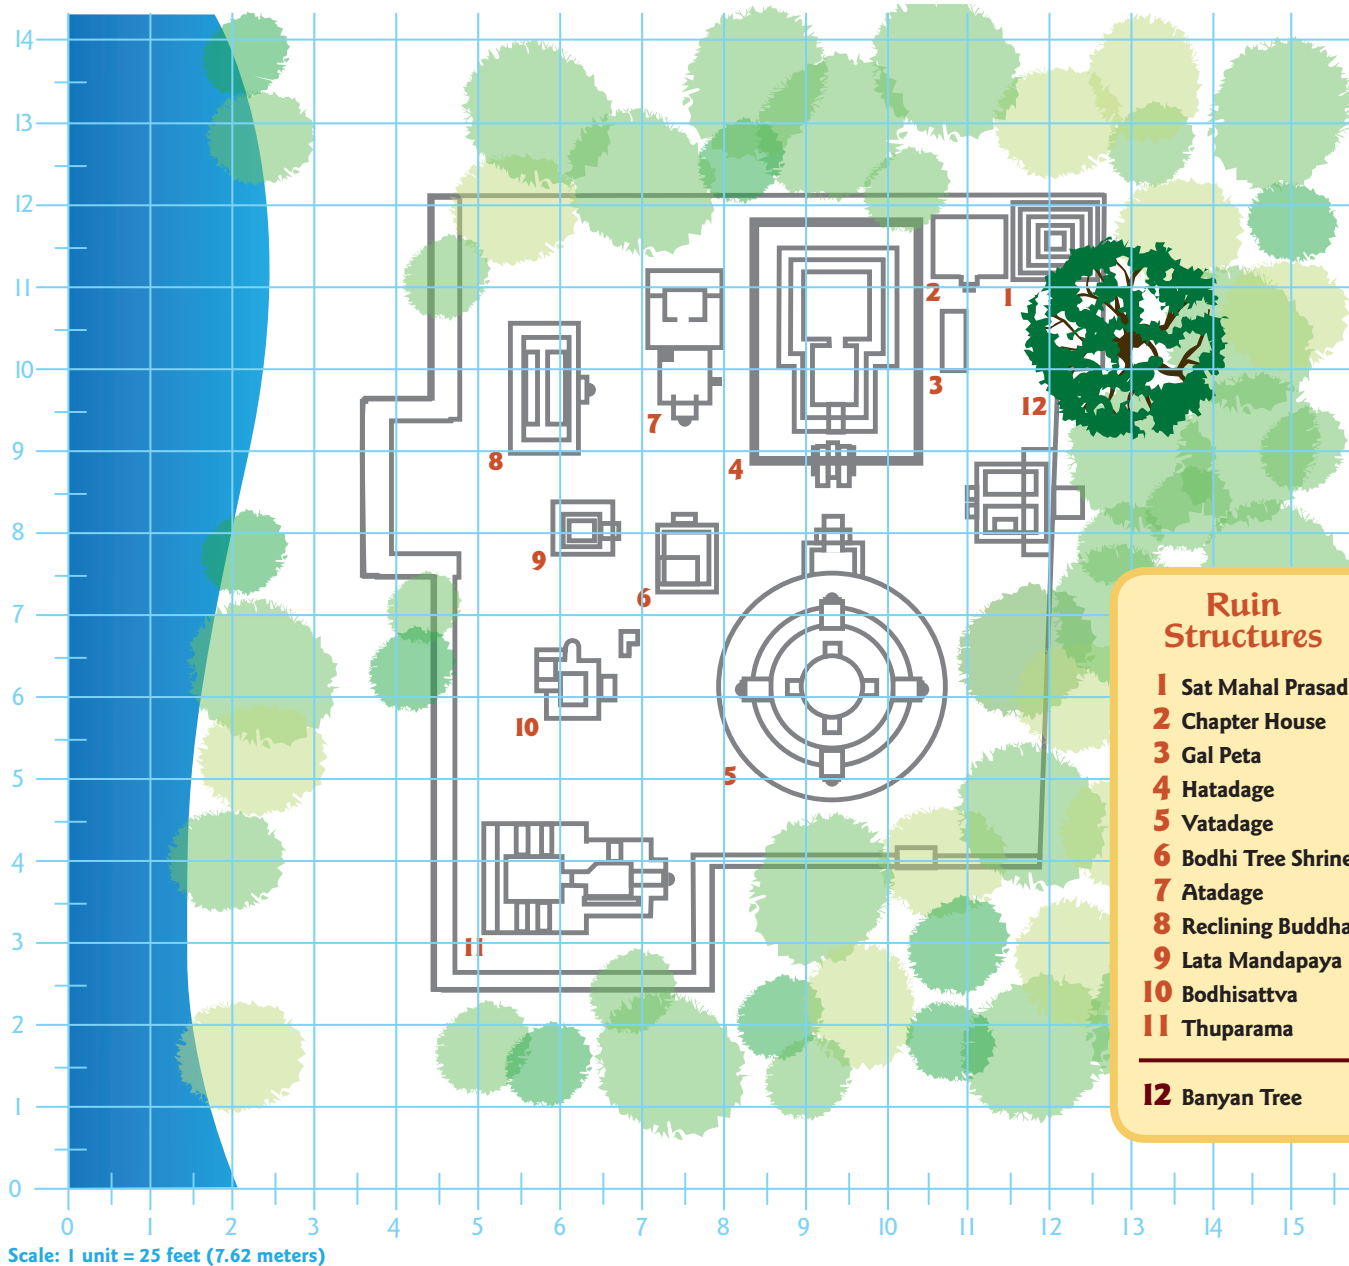 14
13
12
11
10
9
8
7
6
5
4
3
2
1
0
0 1 2 3 4 5 6 7 8 9 10 11 12 13 14 15
2
1
3
12
7
8
4
9
6
10
5
11
Ruin
Structures
1 Sat Mahal Prasad
2 Chapter House
3 Gal Peta
4 Hatadage
5 Vatadage
6 Bodhi Tree Shrine
7 Atadage
8 Reclining Buddha
9 Lata Mandapaya
10 Bodhisattva
11 Thuparama
12 Banyan Tree
Scale: 1 unit = 25 feet (7.62 meters)